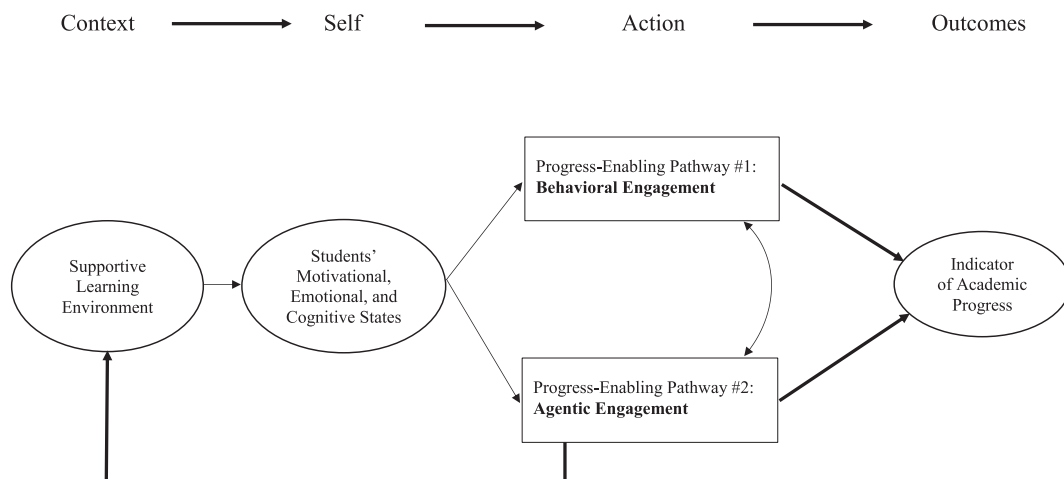 Context
Self
Action
Outcomes
Progress-Enabling Pathway #1:
Behavioral Engagement
Supportive
Learning
Environment
Students’
Motivational,
Emotional, and
Cognitive States
Indicator
of Academic
Progress
Progress-Enabling Pathway #2:
Agentic Engagement